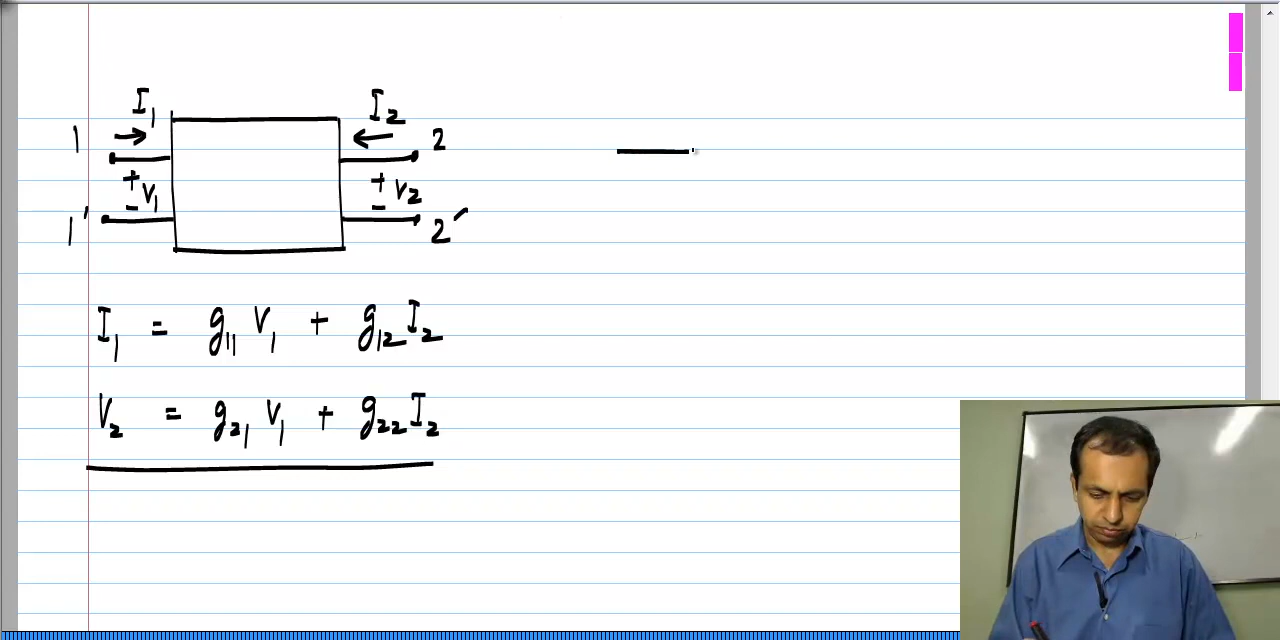 I₁ I₂
1 2
+ V₁ - + V₂ -
1' 2'
I₁ = g₁₁ V₁ + g₁₂ I₂
V₂ = g₂₁ V₁ + g₂₂ I₂